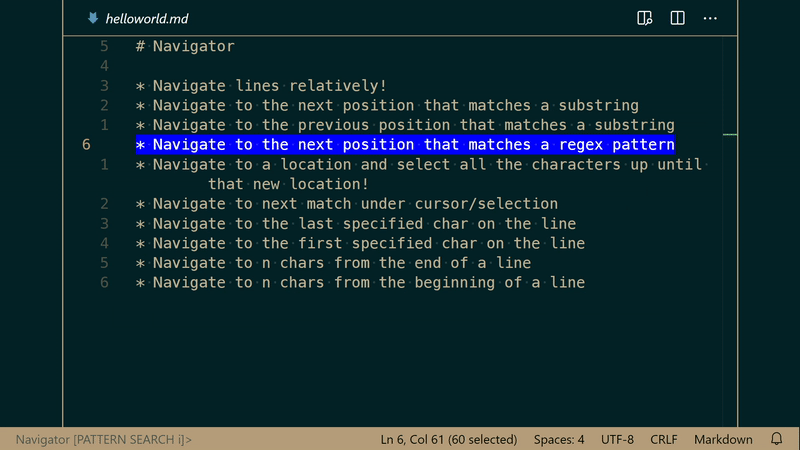 helloworld.md
5 # Navigator
4
3 * Navigate lines relatively!
2 * Navigate to the next position that matches a substring
1 * Navigate to the previous position that matches a substring
6 * Navigate to the next position that matches a regex pattern
1 * Navigate to a location and select all the characters up until
that new location!
2 * Navigate to next match under cursor/selection
3 * Navigate to the last specified char on the line
4 * Navigate to the first specified char on the line
5 * Navigate to n chars from the end of a line
6 * Navigate to n chars from the beginning of a line
Navigator [PATTERN SEARCH i]> Ln 6, Col 61 (60 selected) Spaces: 4 UTF-8 CRLF Markdown